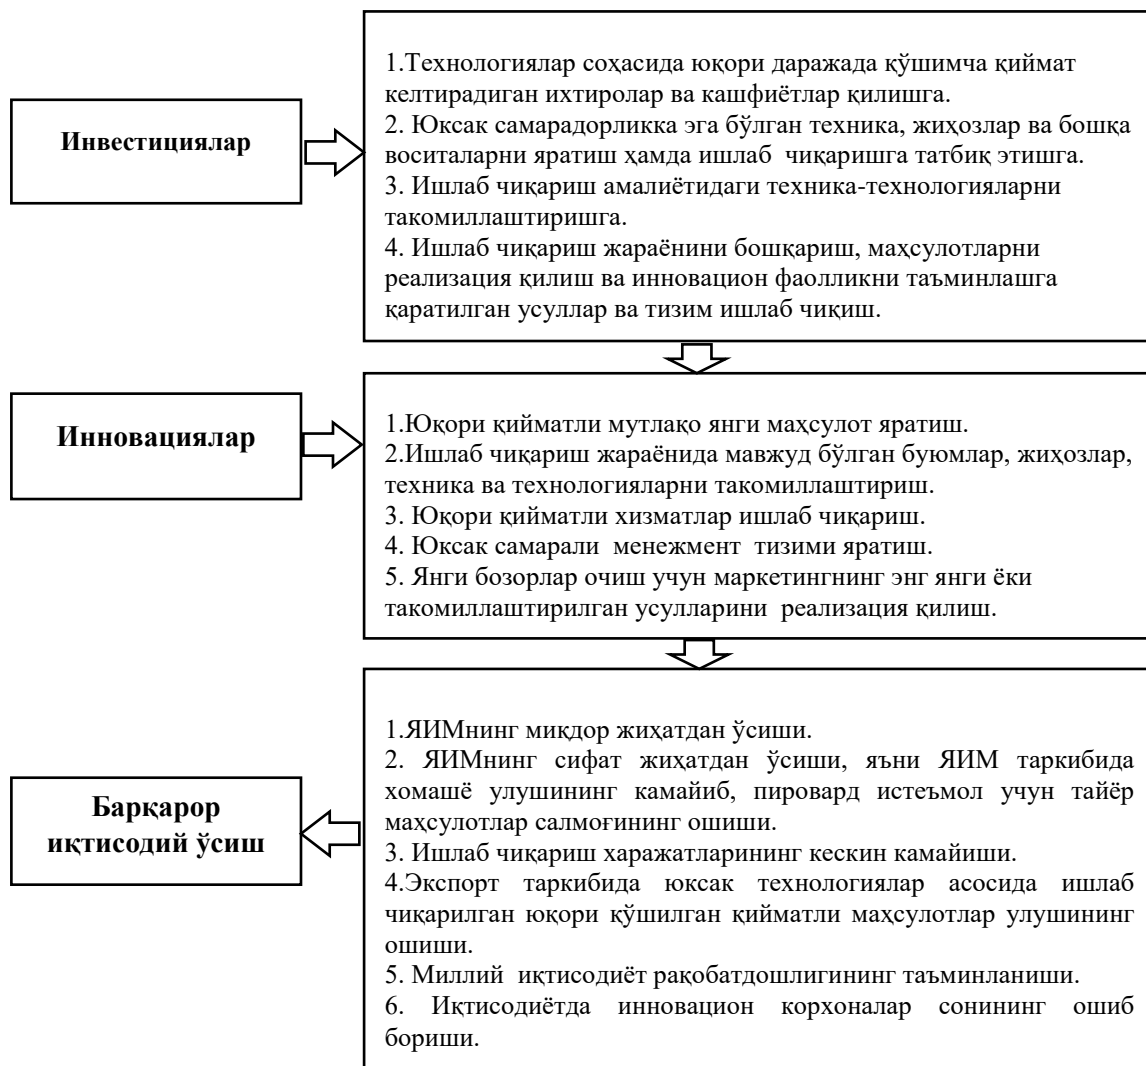 Инвестициялар
1.Технологиялар соҳасида юқори даражада қўшимча қиймат
келтирадиган ихтиролар ва кашфиётлар қилишга.
2. Юксак самарадорликка эга бўлган техника, жиҳозлар ва бошқа
воситаларни яратиш ҳамда ишлаб чиқаришга татбиқ этишга.
3. Ишлаб чиқариш амалиётидаги техника-технологияларни
такомиллаштиришга.
4. Ишлаб чиқариш жараёнини бошқариш, маҳсулотларни
реализация қилиш ва инновацион фаолликни таъминлашга
қаратилган усуллар ва тизим ишлаб чиқиш.
Инновациялар
1.Юқори қийматли мутлақо янги маҳсулот яратиш.
2.Ишлаб чиқариш жараёнида мавжуд бўлган буюмлар, жиҳозлар,
техника ва технологияларни такомиллаштириш.
3. Юқори қийматли хизматлар ишлаб чиқариш.
4. Юксак самарали менежмент тизими яратиш.
5. Янги бозорлар очиш учун маркетингнинг энг янги ёки
такомиллаштирилган усулларини реализация қилиш.
Барқарор
иқтисодий ўсиш
1.ЯИМнинг миқдор жиҳатдан ўсиши.
2. ЯИМнинг сифат жиҳатдан ўсиши, яъни ЯИМ таркибида
хомашё улушининг камайиб, пировард истеъмол учун тайёр
маҳсулотлар салмоғининг ошиши.
3. Ишлаб чиқариш харажатларининг кескин камайиши.
4.Экспорт таркибида юксак технологиялар асосида ишлаб
чиқарилган юқори қўшилган қийматли маҳсулотлар улушининг
ошиши.
5. Миллий иқтисодиёт рақобатдошлигининг таъминланиши.
6. Иқтисодиётда инновацион корхоналар сонининг ошиб
бориши.